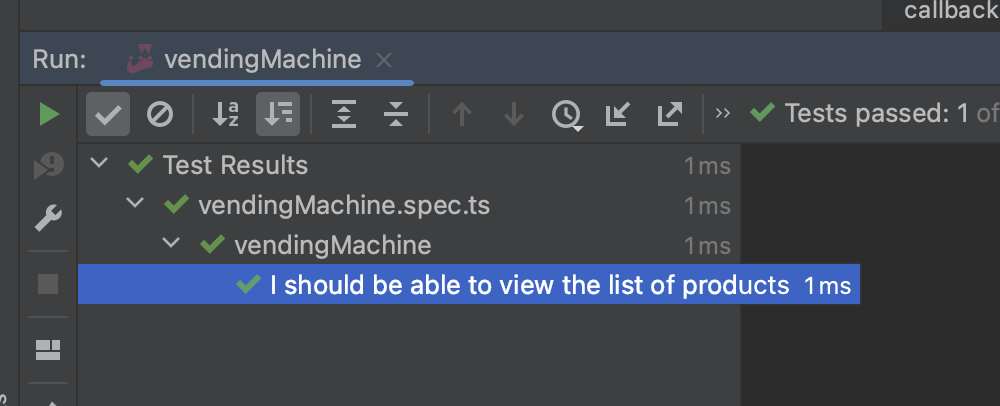 callback
Run: vendingMachine
Tests passed: 1 of
Test Results 1ms
vendingMachine.spec.ts 1ms
vendingMachine 1ms
I should be able to view the list of products 1ms